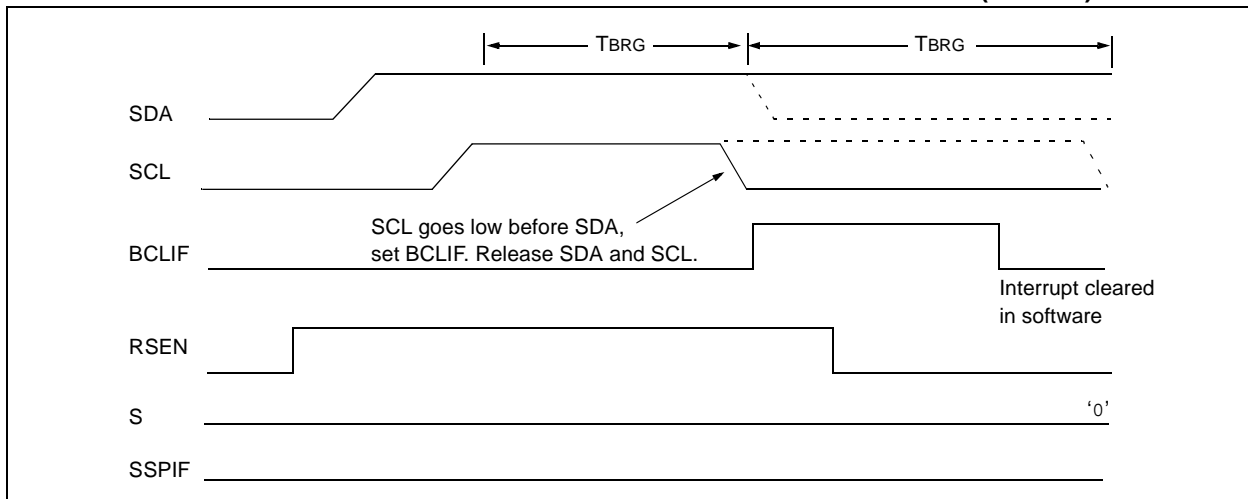 TBRG TBRG
SDA
SCL
SCL goes low before SDA,
set BCLIF. Release SDA and SCL.
BCLIF
Interrupt cleared
in software
RSEN
S
‘0’
SSPIF